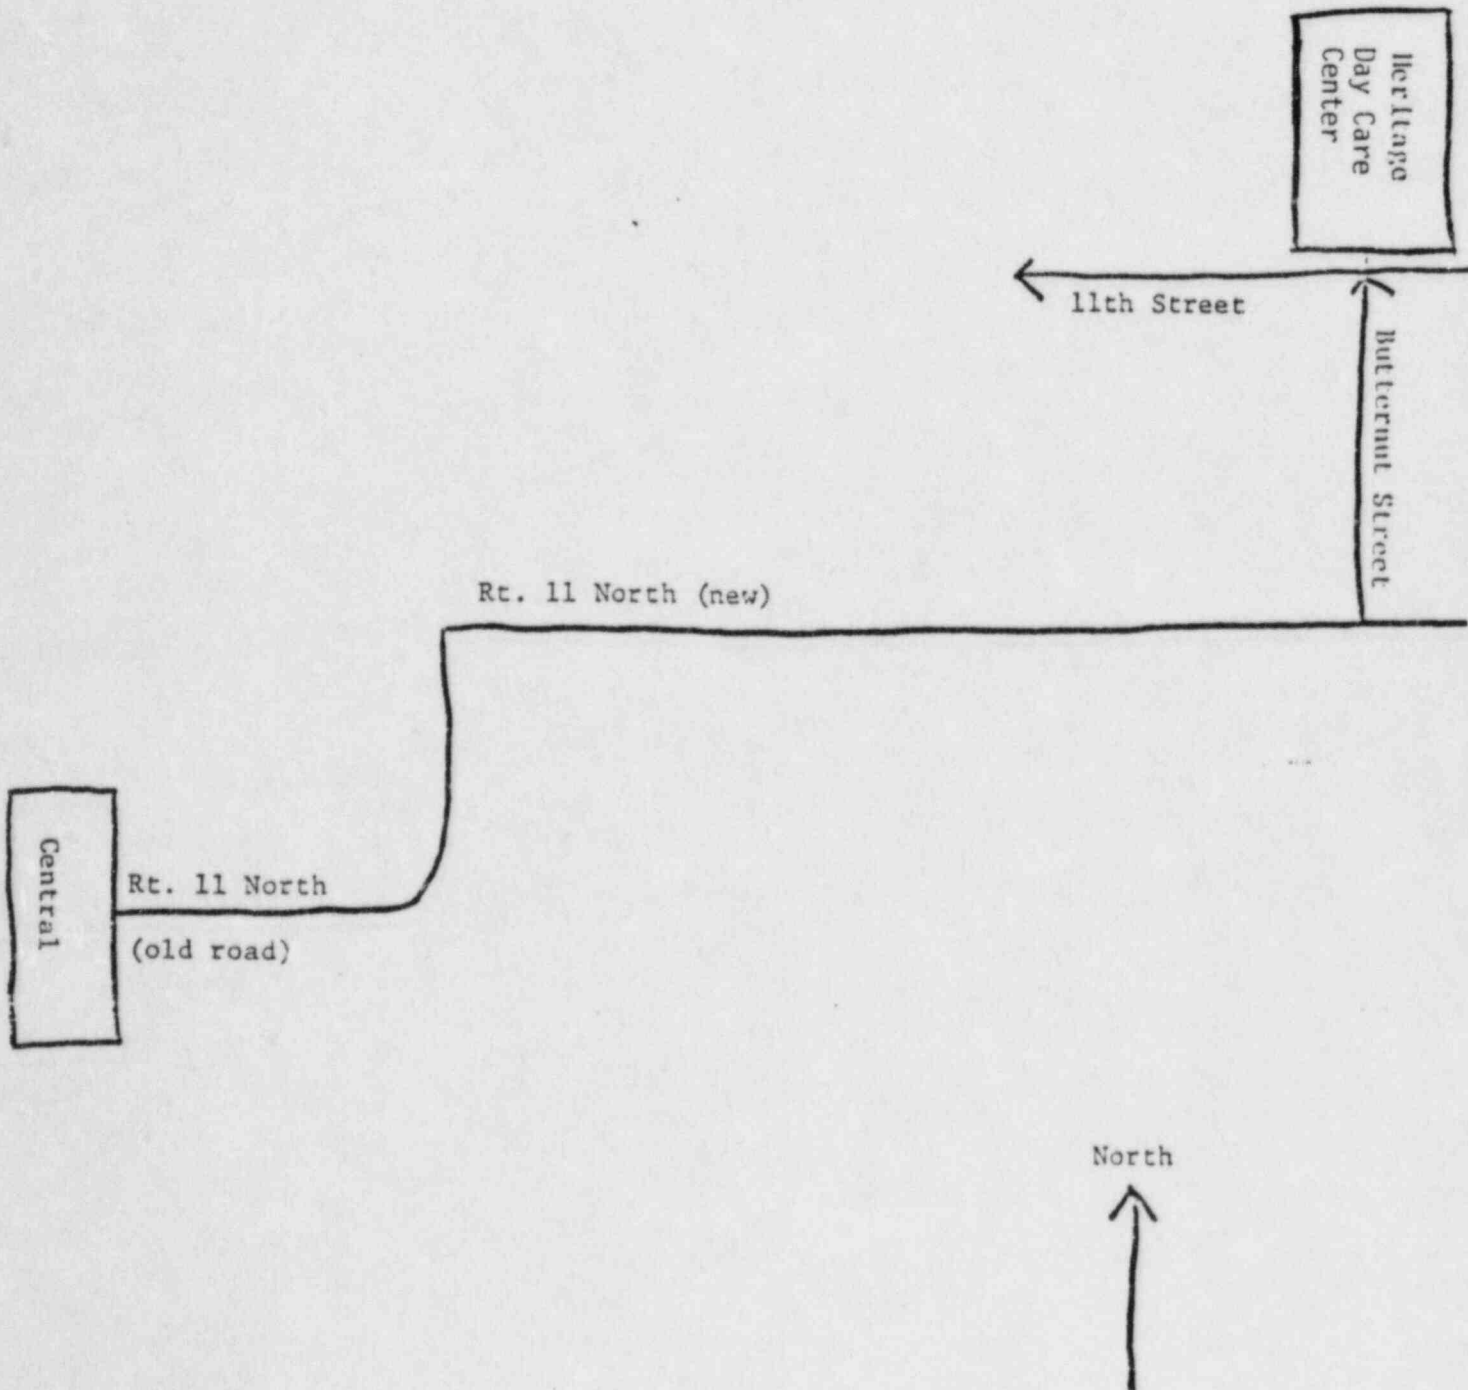 Heritage
Day Care
Center
11th Street
Butternut Street
Rt. 11 North (new)
Central
Rt. 11 North
(old road)
North